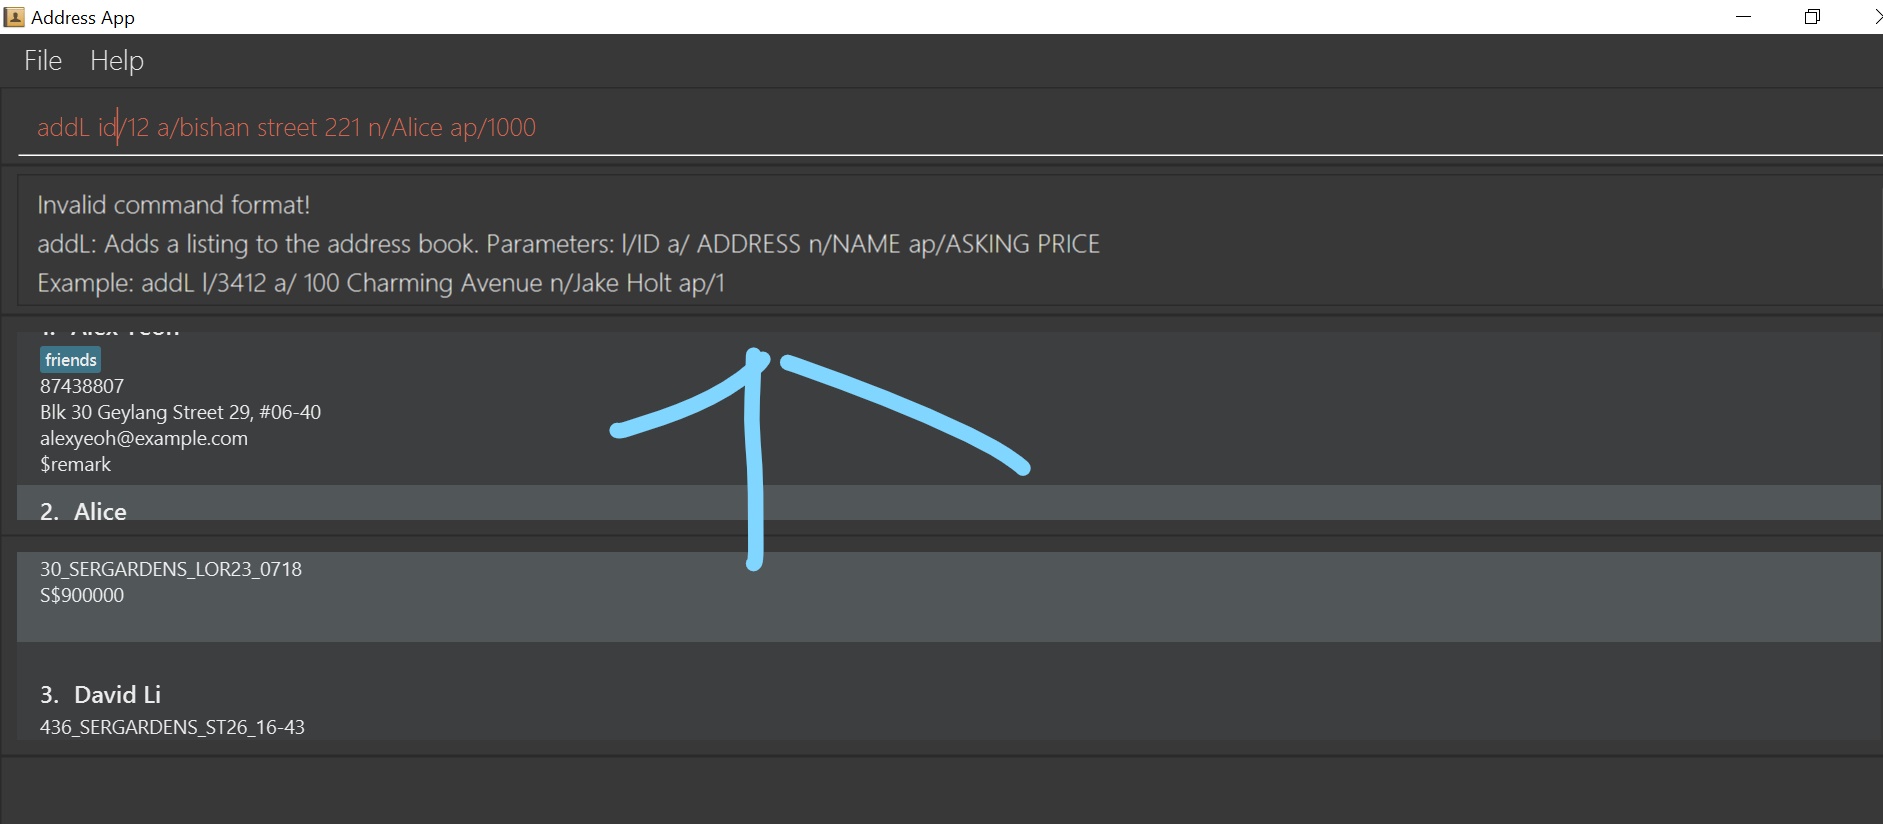 Address App
File Help
addL id/12 a/bishan street 221 n/Alice ap/1000
Invalid command format!
addL: Adds a listing to the address book. Parameters: l/ID a/ ADDRESS n/NAME ap/ASKING PRICE
Example: addL l/3412 a/ 100 Charming Avenue n/Jake Holt ap/1
1. Alex Yeoh
friends
87438807
Blk 30 Geylang Street 29, #06-40
alexyeoh@example.com
$remark
2. Alice
30_SERGARDENS_LOR23_0718
S$900000
3. David Li
436_SERGARDENS_ST26_16-43